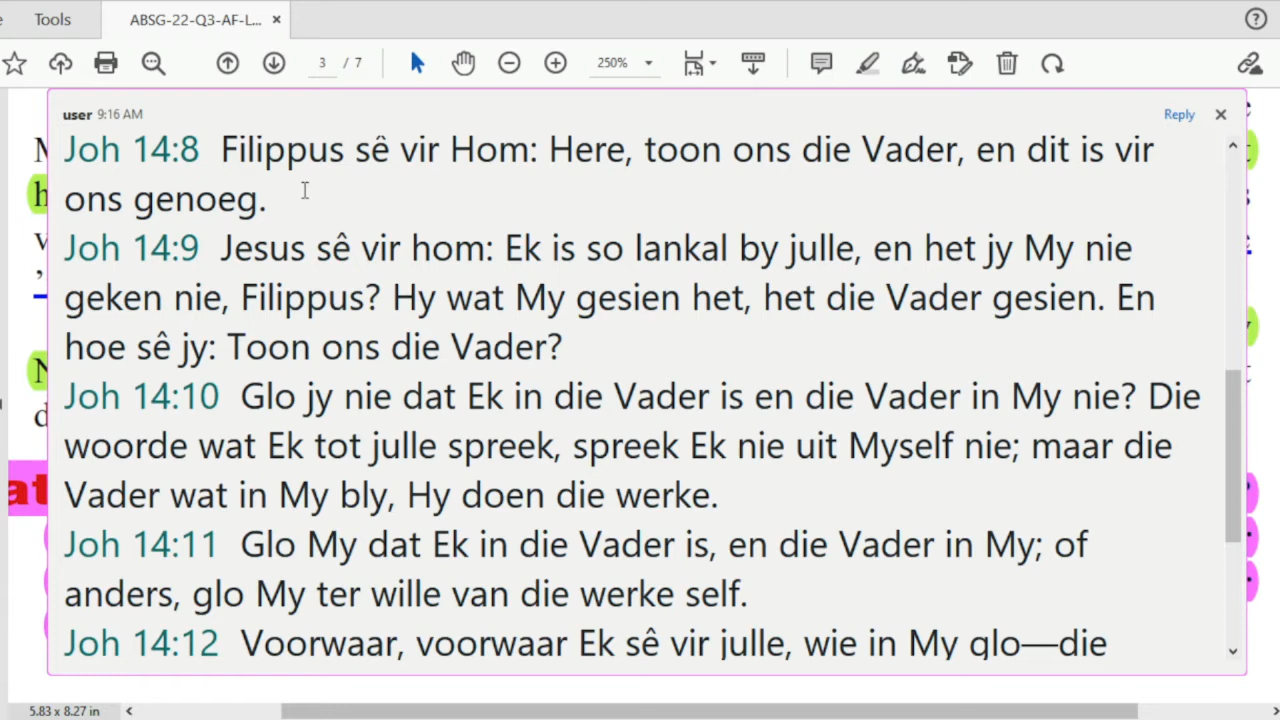 Tools
ABSG-22-Q3-AF-L... ×
3 / 7
250%
user 9:16 AM
Reply
Joh 14:8 Filippus sê vir Hom: Here, toon ons die Vader, en dit is vir
ons genoeg.
Joh 14:9 Jesus sê vir hom: Ek is so lankal by julle, en het jy My nie
geken nie, Filippus? Hy wat My gesien het, het die Vader gesien. En
hoe sê jy: Toon ons die Vader?
Joh 14:10 Glo jy nie dat Ek in die Vader is en die Vader in My nie? Die
woorde wat Ek tot julle spreek, spreek Ek nie uit Myself nie; maar die
Vader wat in My bly, Hy doen die werke.
Joh 14:11 Glo My dat Ek in die Vader is, en die Vader in My; of
anders, glo My ter wille van die werke self.
Joh 14:12 Voorwaar, voorwaar Ek sê vir julle, wie in My glo—die
5.83 x 8.27 in